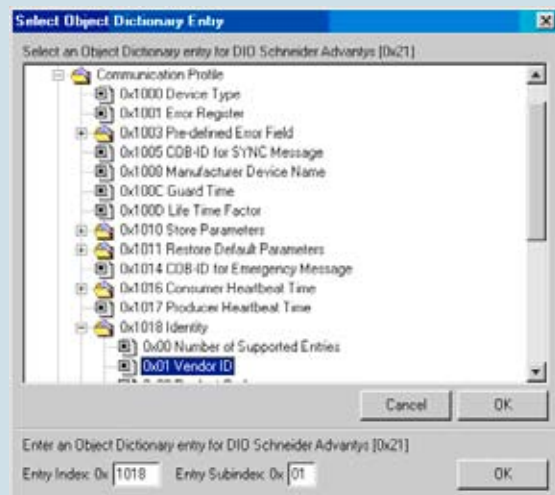 Select Object Dictionary Entry
Select an Object Dictionary entry for DIO Schneider Advantys [0x21]
Communication Profile
0x1000 Device Type
0x1001 Error Register
0x1003 Pre-defined Error Field
0x1005 COB-ID for SYNC Message
0x1008 Manufacturer Device Name
0x100C Guard Time
0x100D Life Time Factor
0x1010 Store Parameters
0x1011 Restore Default Parameters
0x1014 COB-ID for Emergency Message
0x1016 Consumer Heartbeat Time
0x1017 Producer Heartbeat Time
0x1018 Identity
0x00 Number of Supported Entries
0x01 Vendor ID
Cancel OK
Enter an Object Dictionary entry for DIO Schneider Advantys [0x21]
Entry Index: 0x 1018 Entry Subindex: 0x 01 OK